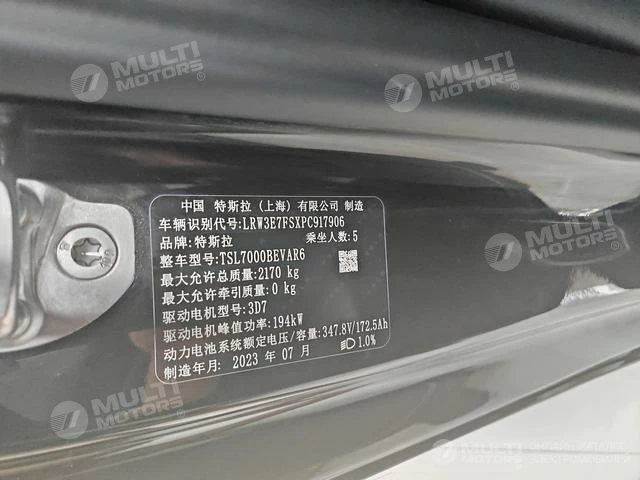 MULTI MOTORS
MULTI MOTORS
中国 特斯拉（上海）有限公司 制造
车辆识别代号:LRW3E7FSXPC917906
品牌:特斯拉 乘坐人数:5
整车型号:TSL7000BEVAR6
最大允许总质量:2170 kg
最大允许牵引质量:0 kg
驱动电机型号:3D7
驱动电机峰值功率:194kW
动力电池系统额定电压/容量:347.8V/172.5Ah
制造年月:2023 年 07 月 1.0%
MULTI MOTORS
MULTI MOTORS